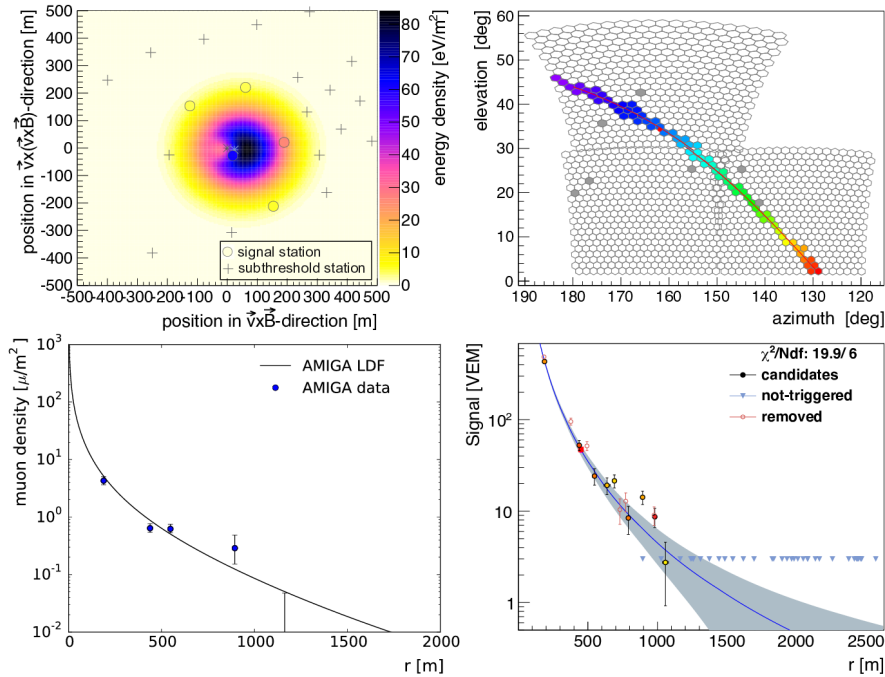 position in v⃗x(v⃗xB⃗)-direction [m]
500
400
300
200
100
0
-100
-200
-300
-400
-500
signal station
subthreshold station
-500-400-300-200-100 0 100 200 300 400 500
position in v⃗xB⃗-direction [m]
80
70
60
50
40
30
20
10
0
energy density [eV/m²]
elevation [deg]
60
50
40
30
20
10
0
190 180 170 160 150 140 130 120
azimuth [deg]
muon density [μ/m²]
10³
10²
10¹
10⁰
10⁻¹
10⁻²
AMIGA LDF
AMIGA data
0 500 1000 1500 2000
r [m]
Signal [VEM]
10²
10
1
χ²/Ndf: 19.9/ 6
candidates
not-triggered
removed
500 1000 1500 2000 2500
r [m]